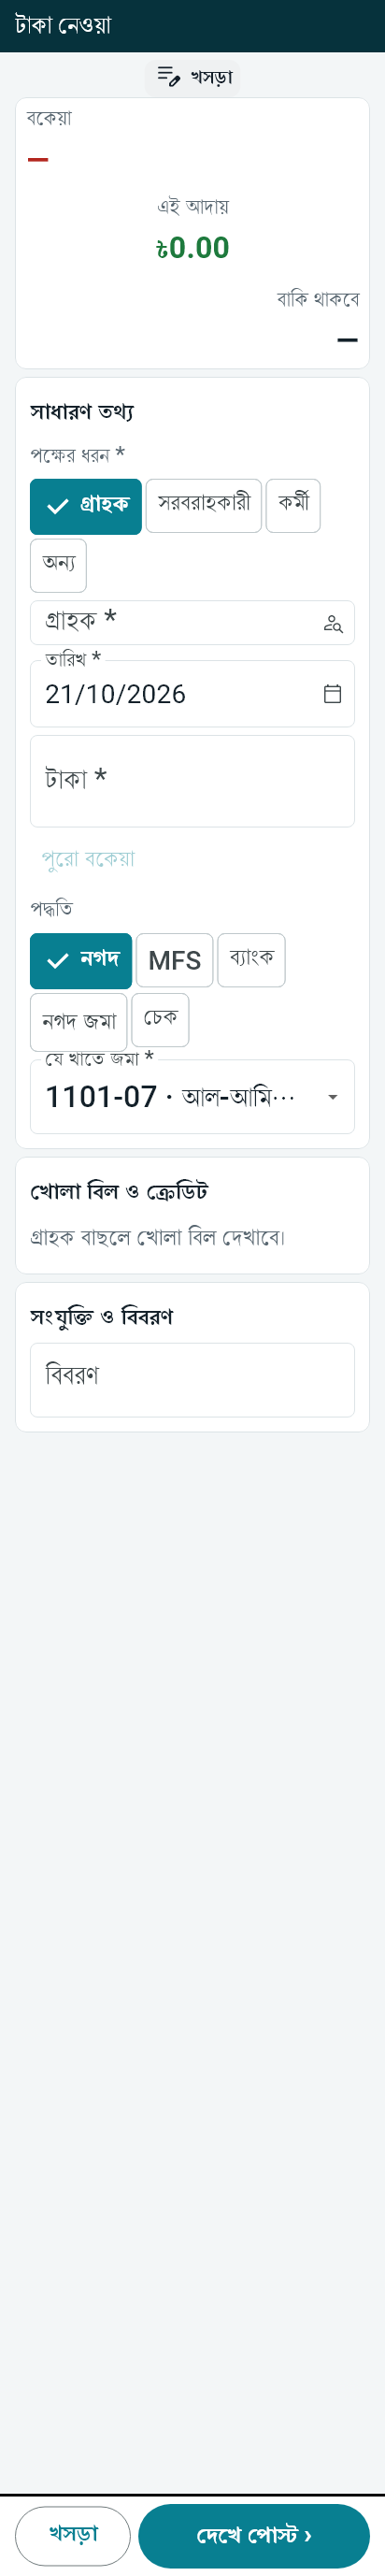 টাকা নেওয়া
খসড়া
বকেয়া
—
এই আদায়
৳0.00
বাকি থাকবে
—
সাধারণ তথ্য
পক্ষের ধরন *
গ্রাহক সরবরাহকারী কর্মী
অন্য
গ্রাহক *
তারিখ *
21/10/2026
টাকা *
পুরো বকেয়া
পদ্ধতি
নগদ MFS ব্যাংক
নগদ জমা চেক
যে খাতে জমা *
1101-07 · আল-আমি...
খোলা বিল ও ক্রেডিট
গ্রাহক বাছলে খোলা বিল দেখাবে।
সংযুক্তি ও বিবরণ
বিবরণ
খসড়া দেখে পোস্ট ›